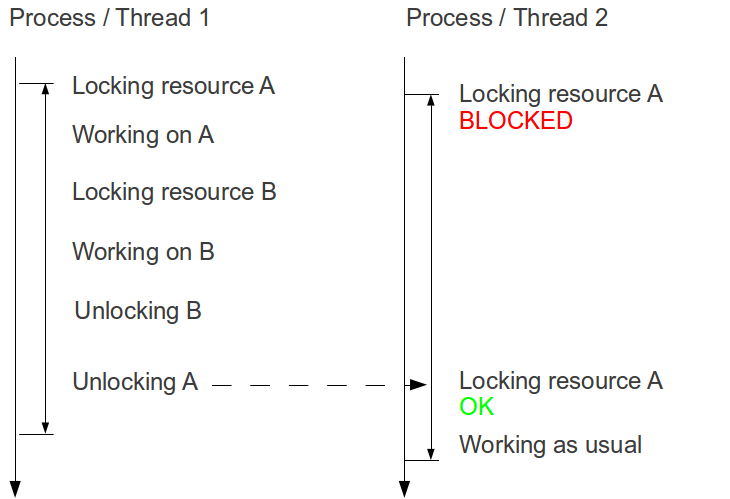 Process / Thread 1
Locking resource A
Working on A
Locking resource B
Working on B
Unlocking B
Unlocking A
Process / Thread 2
Locking resource A
BLOCKED
Locking resource A
OK
Working as usual